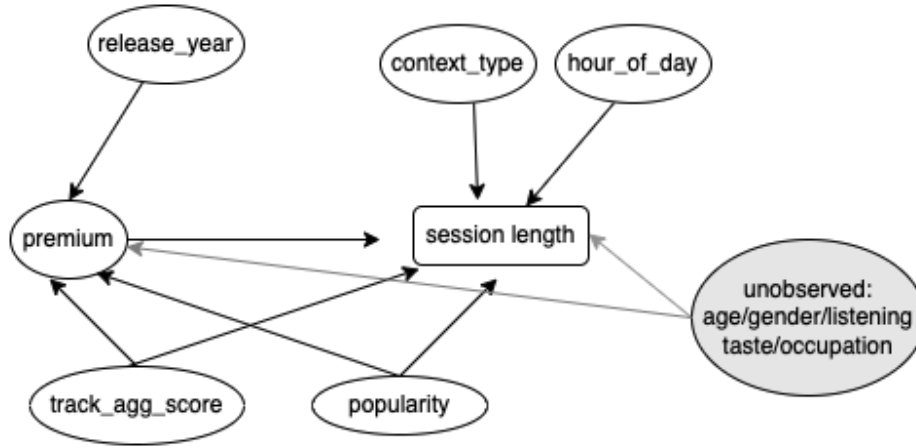 release_year
context_type
hour_of_day
premium
session length
unobserved:
age/gender/listening
taste/occupation
track_agg_score
popularity